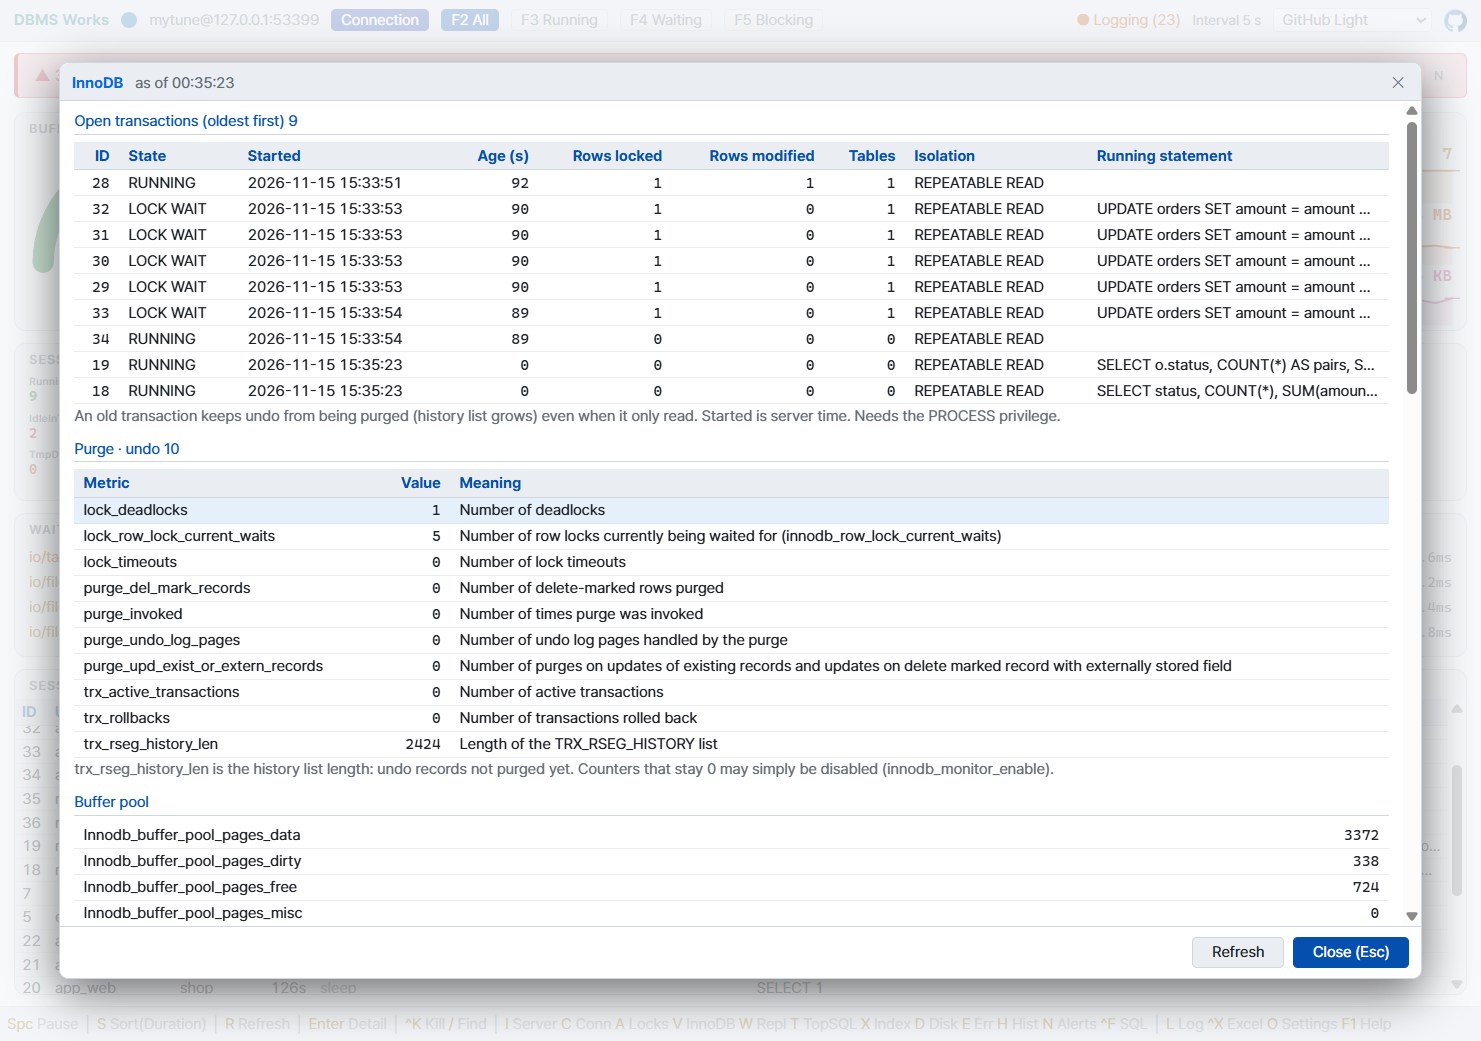 DBMS Works mytune@127.0.0.1:53399 Connection F2 All F3 Running F4 Waiting F5 Blocking Logging (23) Interval 5 s GitHub Light
InnoDB as of 00:35:23
Open transactions (oldest first) 9
ID State Started Age (s) Rows locked Rows modified Tables Isolation Running statement
28 RUNNING 2026-11-15 15:33:51 92 1 1 1 REPEATABLE READ
32 LOCK WAIT 2026-11-15 15:33:53 90 1 0 1 REPEATABLE READ UPDATE orders SET amount = amount ...
31 LOCK WAIT 2026-11-15 15:33:53 90 1 0 1 REPEATABLE READ UPDATE orders SET amount = amount ...
30 LOCK WAIT 2026-11-15 15:33:53 90 1 0 1 REPEATABLE READ UPDATE orders SET amount = amount ...
29 LOCK WAIT 2026-11-15 15:33:53 90 1 0 1 REPEATABLE READ UPDATE orders SET amount = amount ...
33 LOCK WAIT 2026-11-15 15:33:54 89 1 0 1 REPEATABLE READ UPDATE orders SET amount = amount ...
34 RUNNING 2026-11-15 15:33:54 89 0 0 0 REPEATABLE READ
19 RUNNING 2026-11-15 15:35:23 0 0 0 0 REPEATABLE READ SELECT o.status, COUNT(*) AS pairs, S...
18 RUNNING 2026-11-15 15:35:23 0 0 0 0 REPEATABLE READ SELECT status, COUNT(*), SUM(amoun...
An old transaction keeps undo from being purged (history list grows) even when it only read. Started is server time. Needs the PROCESS privilege.
Purge · undo 10
Metric Value Meaning
lock_deadlocks 1 Number of deadlocks
lock_row_lock_current_waits 5 Number of row locks currently being waited for (innodb_row_lock_current_waits)
lock_timeouts 0 Number of lock timeouts
purge_del_mark_records 0 Number of delete-marked rows purged
purge_invoked 0 Number of times purge was invoked
purge_undo_log_pages 0 Number of undo log pages handled by the purge
purge_upd_exist_or_extern_records 0 Number of purges on updates of existing records and updates on delete marked record with externally stored field
trx_active_transactions 0 Number of active transactions
trx_rollbacks 0 Number of transactions rolled back
trx_rseg_history_len 2424 Length of the TRX_RSEG_HISTORY list
trx_rseg_history_len is the history list length: undo records not purged yet. Counters that stay 0 may simply be disabled (innodb_monitor_enable).
Buffer pool
Innodb_buffer_pool_pages_data 3372
Innodb_buffer_pool_pages_dirty 338
Innodb_buffer_pool_pages_free 724
Innodb_buffer_pool_pages_misc 0
Refresh Close (Esc)
20 app_web shop 126s sleep SELECT 1
Spc Pause | S Sort(Duration) | R Refresh | Enter Detail | ^K Kill / Find | I Server C Conn A Locks V InnoDB W Repl T TopSQL X Index D Disk E Err H Hist N Alerts ^F SQL | L Log ^X Excel O Settings F1 Help